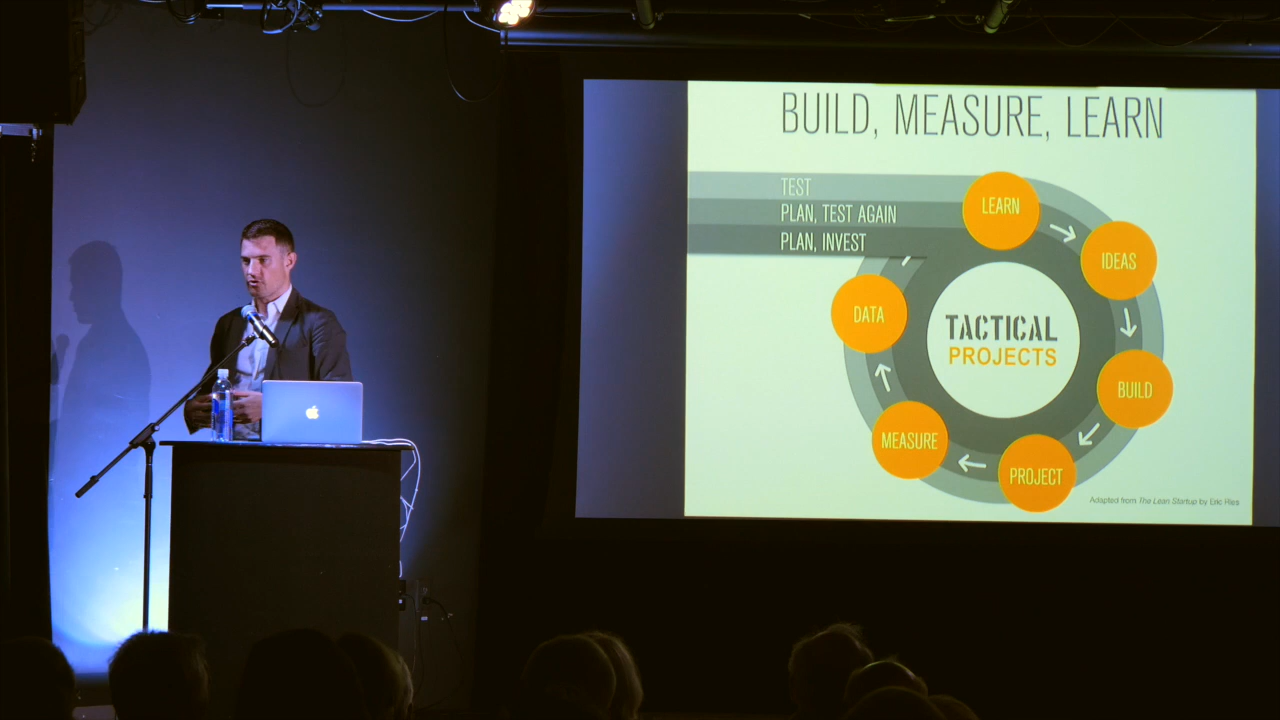 BUILD, MEASURE, LEARN
TEST
PLAN, TEST AGAIN
PLAN, INVEST
LEARN
IDEAS
BUILD
PROJECT
MEASURE
DATA
TACTICAL
PROJECTS
Adapted from The Lean Startup by Eric Ries